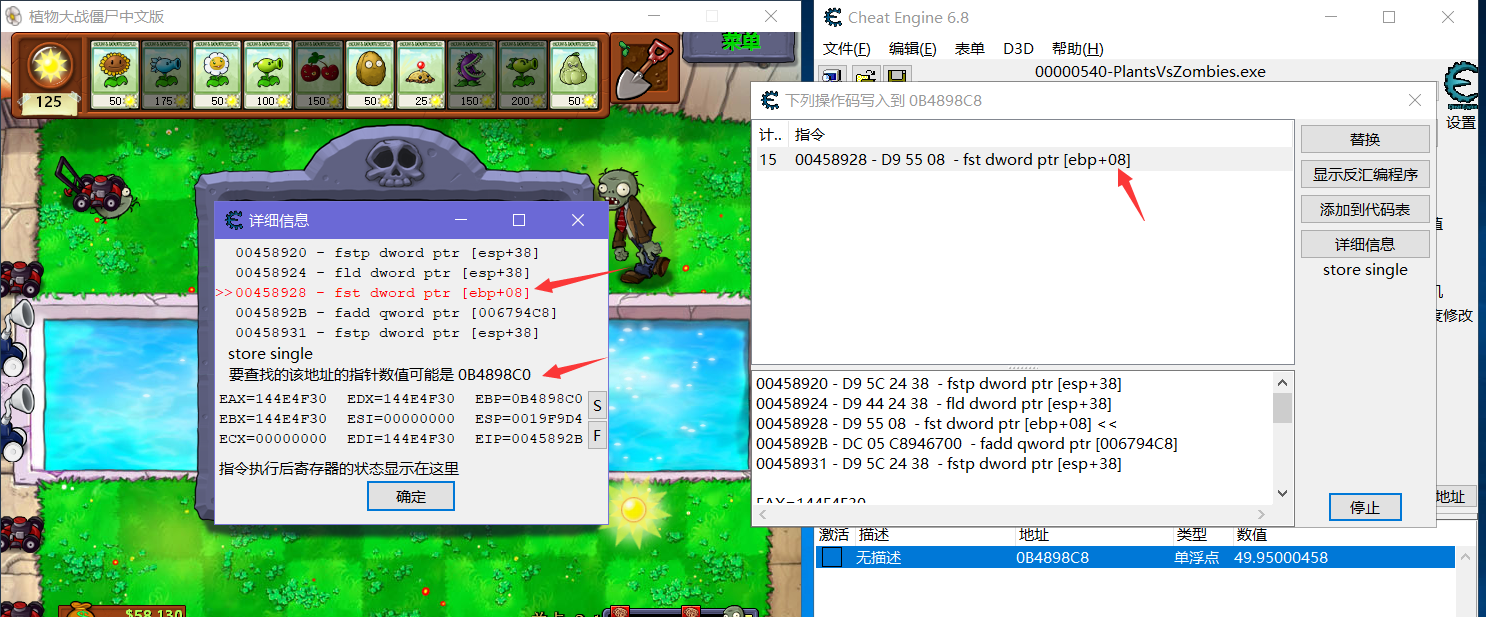 植物大战僵尸中文版
125
50
175
50
100
150
50
25
150
200
50
菜单
Cheat Engine 6.8
文件(F) 编辑(E) 表单 D3D 帮助(H)
00000540-PlantsVsZombies.exe
设置
下列操作码写入到 0B4898C8
计.. 指令
15 00458928 - D9 55 08 - fst dword ptr [ebp+08]
替换
显示反汇编程序
添加到代码表
详细信息
store single
值
度修改
00458920 - D9 5C 24 38 - fstp dword ptr [esp+38]
00458924 - D9 44 24 38 - fld dword ptr [esp+38]
00458928 - D9 55 08 - fst dword ptr [ebp+08] <<
0045892B - DC 05 C8946700 - fadd qword ptr [006794C8]
00458931 - D9 5C 24 38 - fstp dword ptr [esp+38]
EAX=144E4F30
停止
地址
详细信息
00458920 - fstp dword ptr [esp+38]
00458924 - fld dword ptr [esp+38]
>>00458928 - fst dword ptr [ebp+08]
0045892B - fadd qword ptr [006794C8]
00458931 - fstp dword ptr [esp+38]
store single
要查找的该地址的指针数值可能是 0B4898C0
EAX=144E4F30 EDX=144E4F30 EBP=0B4898C0
EBX=144E4F30 ESI=00000000 ESP=0019F9D4
ECX=00000000 EDI=144E4F30 EIP=0045892B
S
F
指令执行后寄存器的状态显示在这里
确定
激活 描述 地址 类型 数值
无描述 0B4898C8 单浮点 49.95000458
$58,130